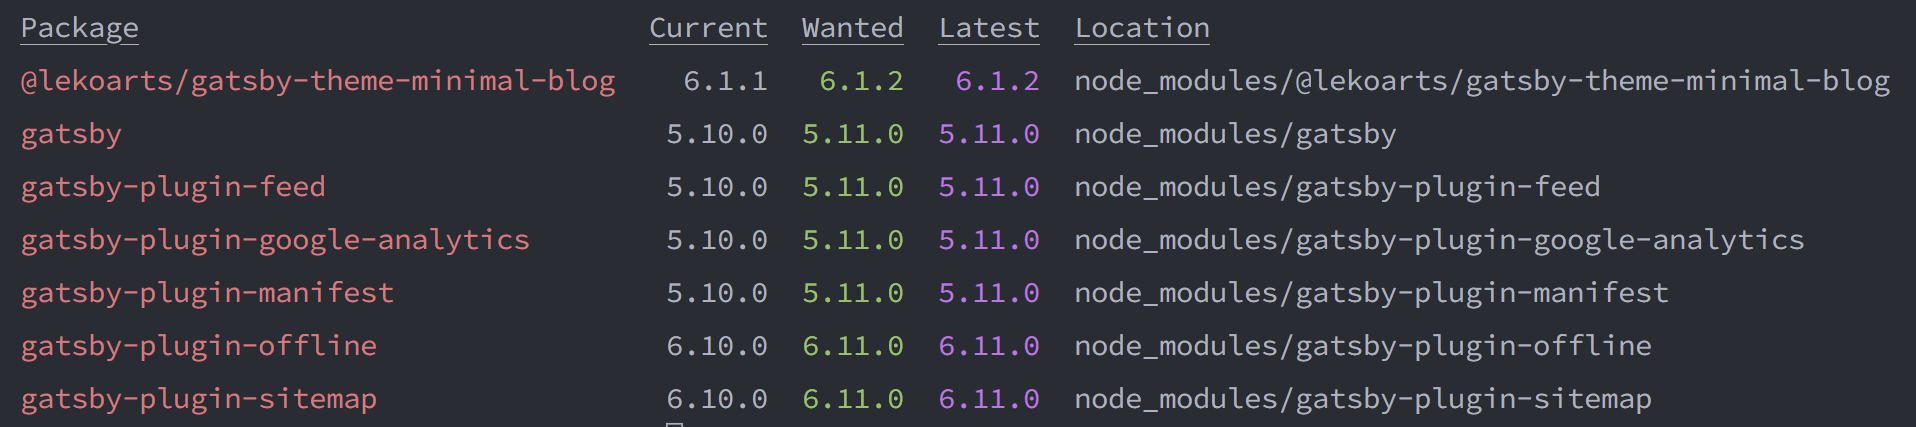 Package Current Wanted Latest Location
@lekoarts/gatsby-theme-minimal-blog 6.1.1 6.1.2 6.1.2 node_modules/@lekoarts/gatsby-theme-minimal-blog
gatsby 5.10.0 5.11.0 5.11.0 node_modules/gatsby
gatsby-plugin-feed 5.10.0 5.11.0 5.11.0 node_modules/gatsby-plugin-feed
gatsby-plugin-google-analytics 5.10.0 5.11.0 5.11.0 node_modules/gatsby-plugin-google-analytics
gatsby-plugin-manifest 5.10.0 5.11.0 5.11.0 node_modules/gatsby-plugin-manifest
gatsby-plugin-offline 6.10.0 6.11.0 6.11.0 node_modules/gatsby-plugin-offline
gatsby-plugin-sitemap 6.10.0 6.11.0 6.11.0 node_modules/gatsby-plugin-sitemap